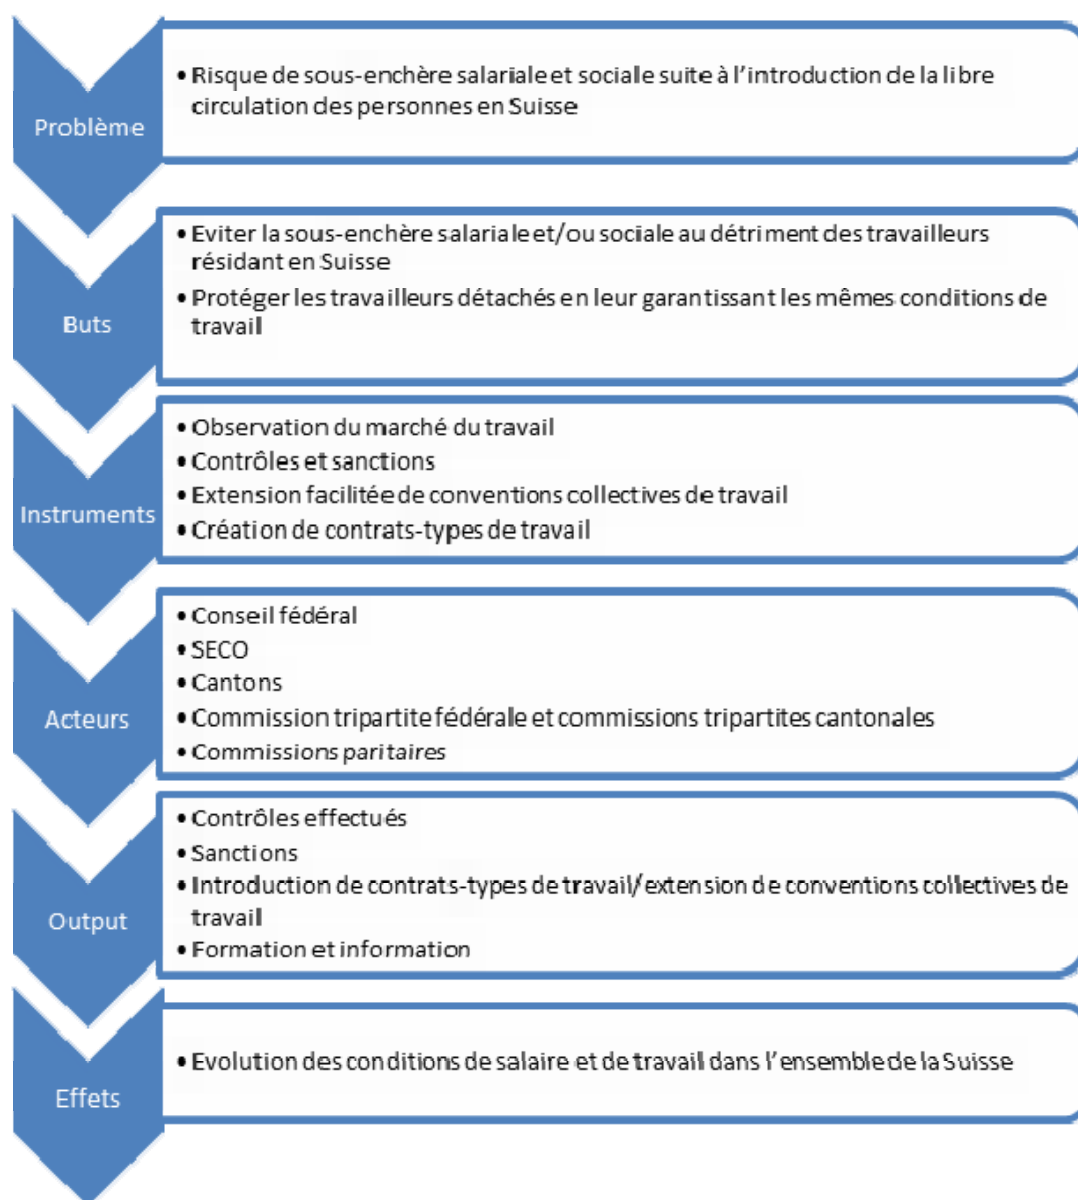 Problème
• Risque de sous-enchère salariale et sociale suite à l'introduction de la libre
circulation des personnes en Suisse
Buts
• Eviter la sous-enchère salariale et/ou sociale au détriment des travailleurs
résidant en Suisse
• Protéger les travailleurs détachés en leur garantissant les mêmes conditions de
travail
Instruments
• Observation du marché du travail
• Contrôles et sanctions
• Extension facilitée de conventions collectives de travail
• Création de contrats-types de travail
Acteurs
• Conseil fédéral
• SECO
• Cantons
• Commission tripartite fédérale et commissions tripartites cantonales
• Commissions paritaires
Output
• Contrôles effectués
• Sanctions
• Introduction de contrats-types de travail/extension de conventions collectives de
travail
• Formation et information
Effets
• Evolution des conditions de salaire et de travail dans l'ensemble de la Suisse